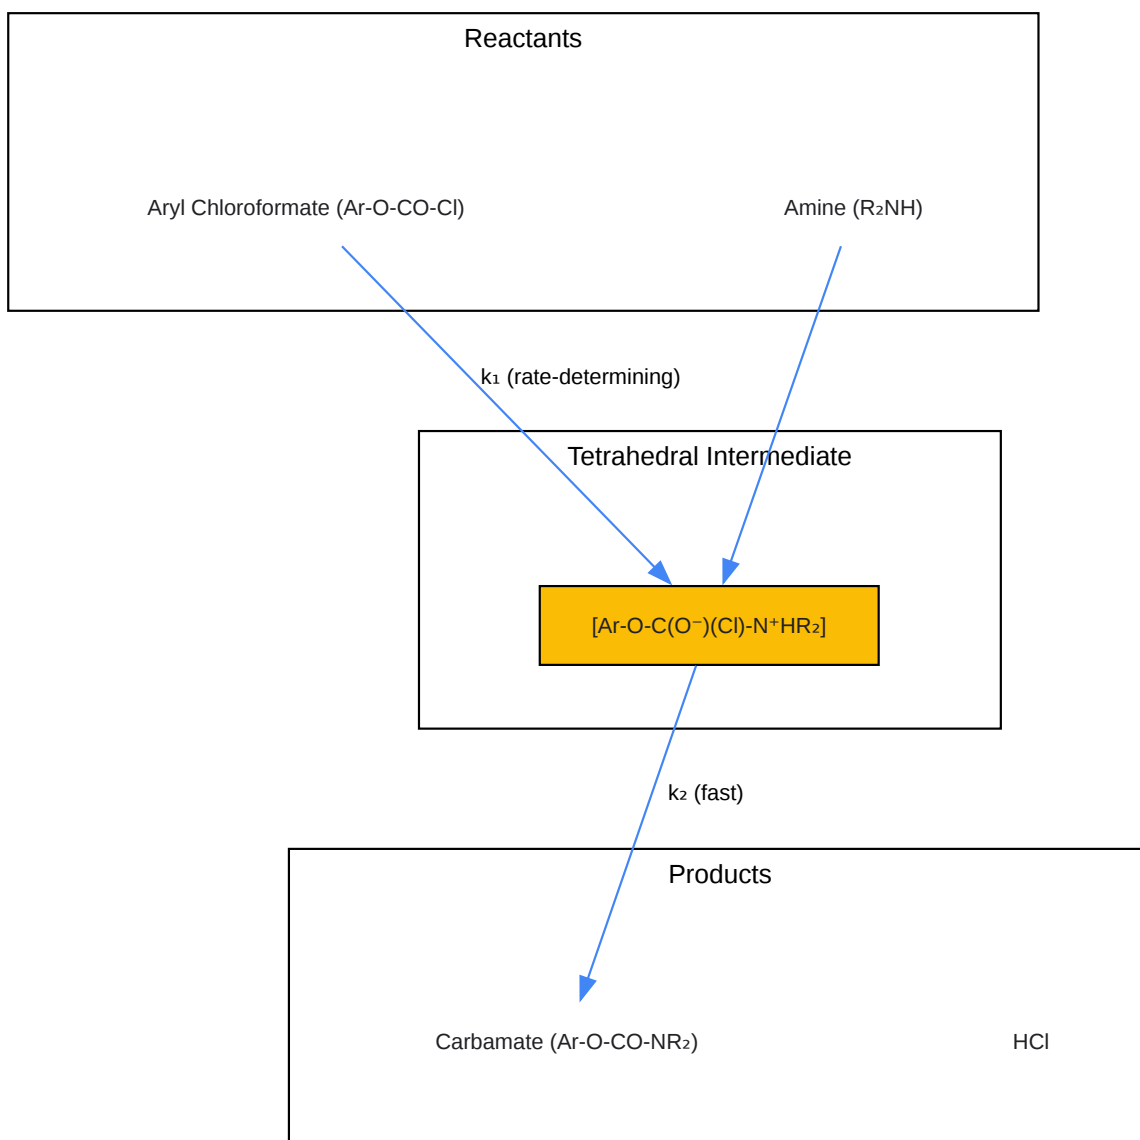 Reactants
Aryl Chloroformate (Ar-O-CO-Cl)
Amine (R₂NH)
k₁ (rate-determining)
Tetrahedral Intermediate
[Ar-O-C(O⁻)(Cl)-N⁺HR₂]
k₂ (fast)
Products
Carbamate (Ar-O-CO-NR₂)
HCl